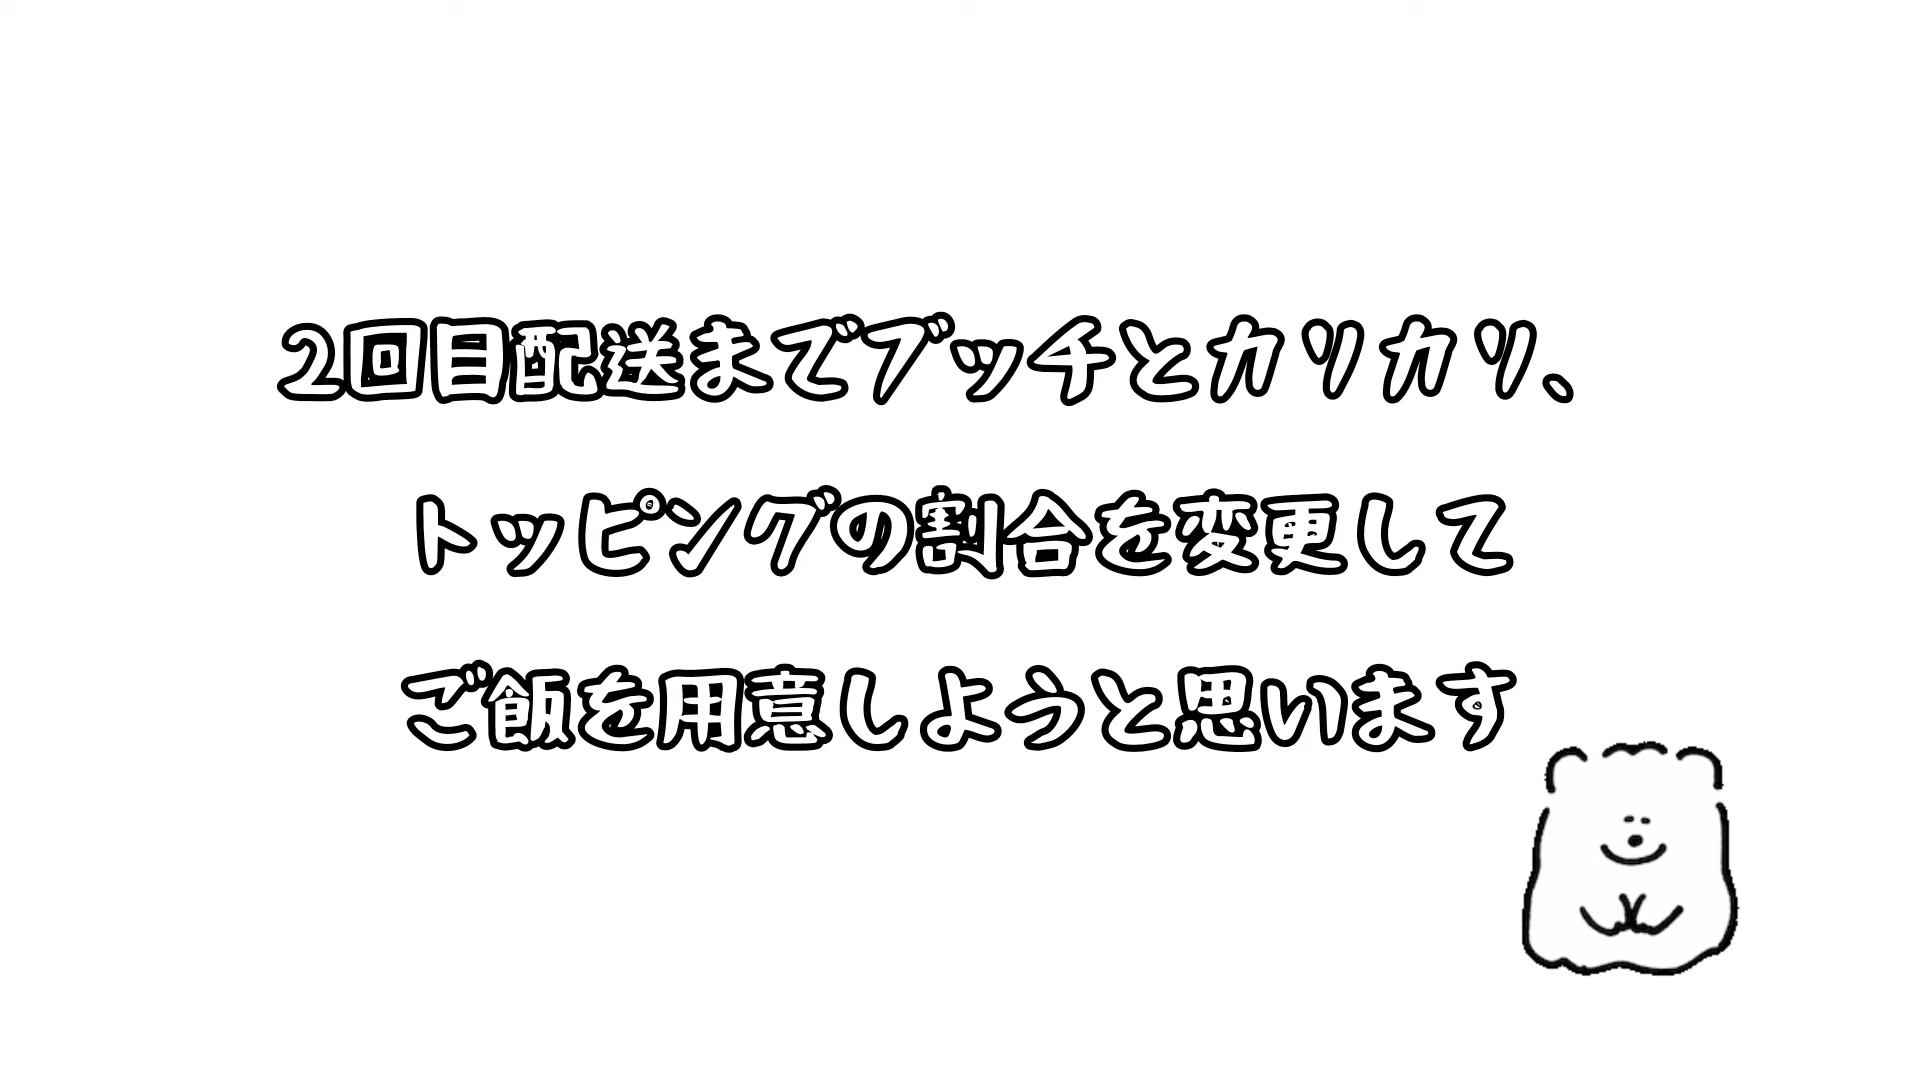 2回目配送までブッチとカリカリ、
トッピングの割合を変更して
ご飯を用意しようと思います